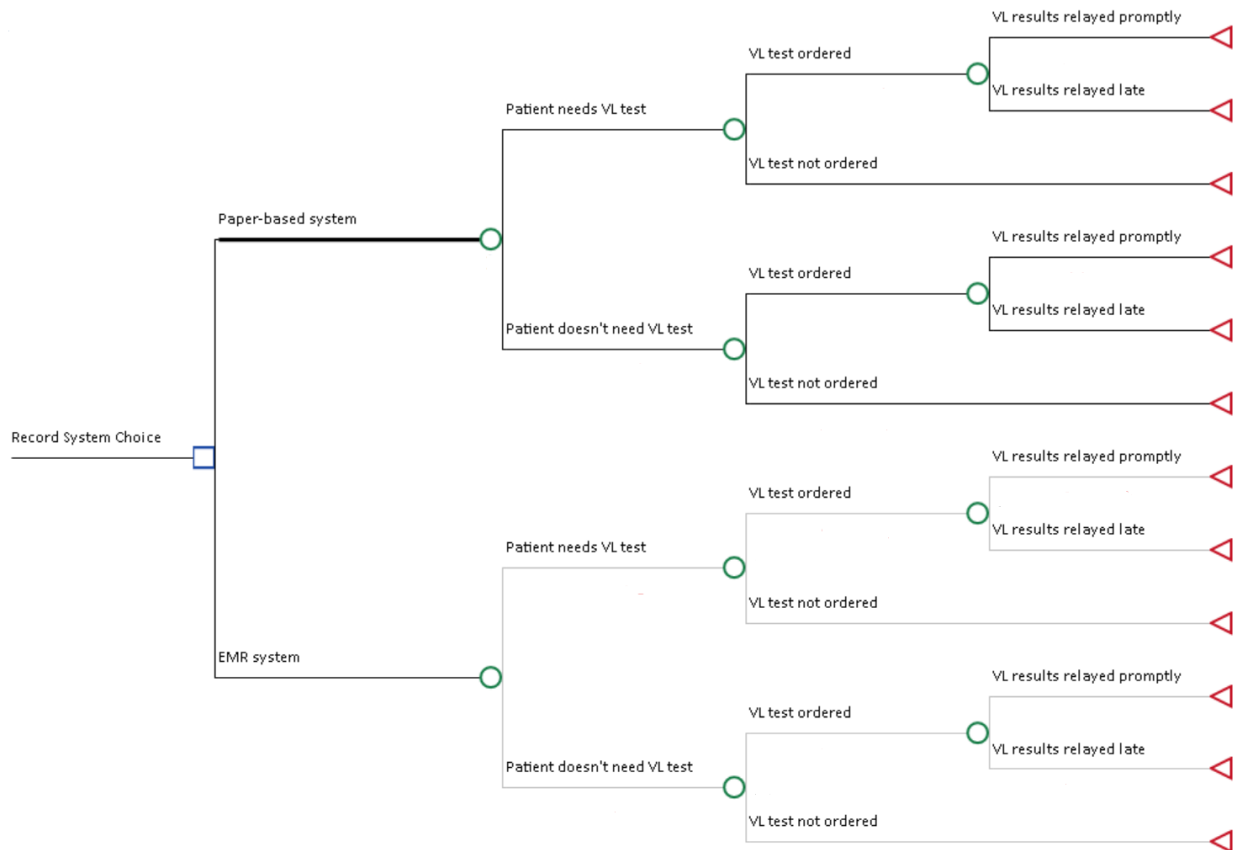 VL results relayed promptly
VL test ordered
VL results relayed late
Patient needs VL test
VL test not ordered
Paper-based system
VL results relayed promptly
VL test ordered
VL results relayed late
Patient doesn't need VL test
VL test not ordered
Record System Choice
VL results relayed promptly
VL test ordered
VL results relayed late
Patient needs VL test
VL test not ordered
EMR system
VL results relayed promptly
VL test ordered
VL results relayed late
Patient doesn't need VL test
VL test not ordered